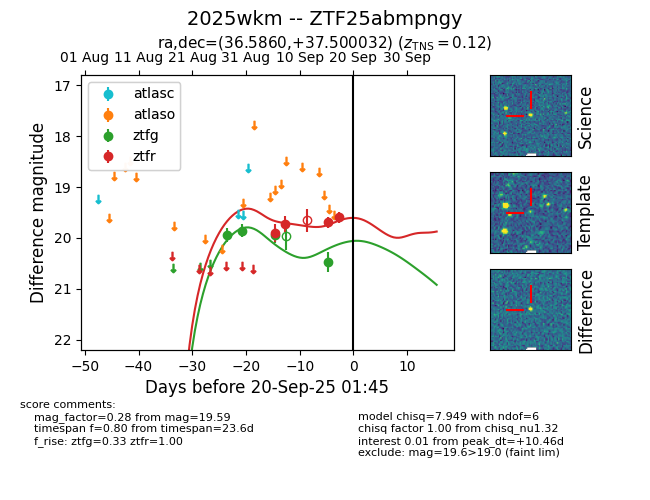 2025wkm -- ZTF25abmpngy
ra,dec=(36.5860,+37.500032) (zTNS = 0.12)
01 Aug 11 Aug 21 Aug 31 Aug 10 Sep 20 Sep 30 Sep
17
18
19
20
21
22
Difference magnitude
atlasc
atlaso
ztfg
ztfr
−50 −40 −30 −20 −10 0 10
Days before 20-Sep-25 01:45
Science
Template
Difference
score comments:
mag_factor=0.28 from mag=19.59
timespan f=0.80 from timespan=23.6d
f_rise: ztfg=0.33 ztfr=1.00
model chisq=7.949 with ndof=6
chisq factor 1.00 from chisq_nu1.32
interest 0.01 from peak_dt=+10.46d
exclude: mag=19.6>19.0 (faint lim)